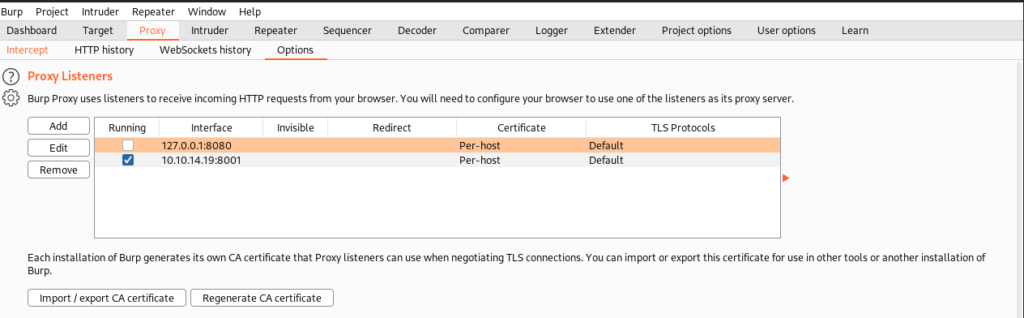 Burp Project Intruder Repeater Window Help
Dashboard Target Proxy Intruder Repeater Sequencer Decoder Comparer Logger Extender Project options User options Learn
Intercept HTTP history WebSockets history Options
? Proxy Listeners
Burp Proxy uses listeners to receive incoming HTTP requests from your browser. You will need to configure your browser to use one of the listeners as its proxy server.
Add Running Interface Invisible Redirect Certificate TLS Protocols
Edit 127.0.0.1:8080 Per-host Default
10.10.14.19:8001 Per-host Default
Remove
Each installation of Burp generates its own CA certificate that Proxy listeners can use when negotiating TLS connections. You can import or export this certificate for use in other tools or another installation of
Burp.
Import / export CA certificate Regenerate CA certificate